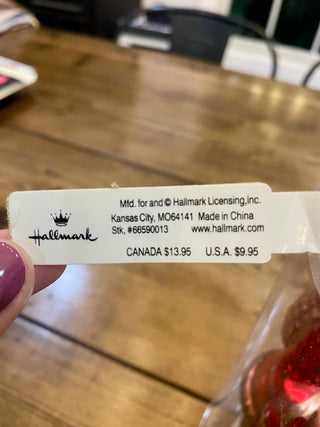 Hallmark
Mfd. for and © Hallmark Licensing,Inc.
Kansas City, MO64141 Made in China
Stk. #66590013 www.hallmark.com
CANADA $13.95 U.S.A. $9.95